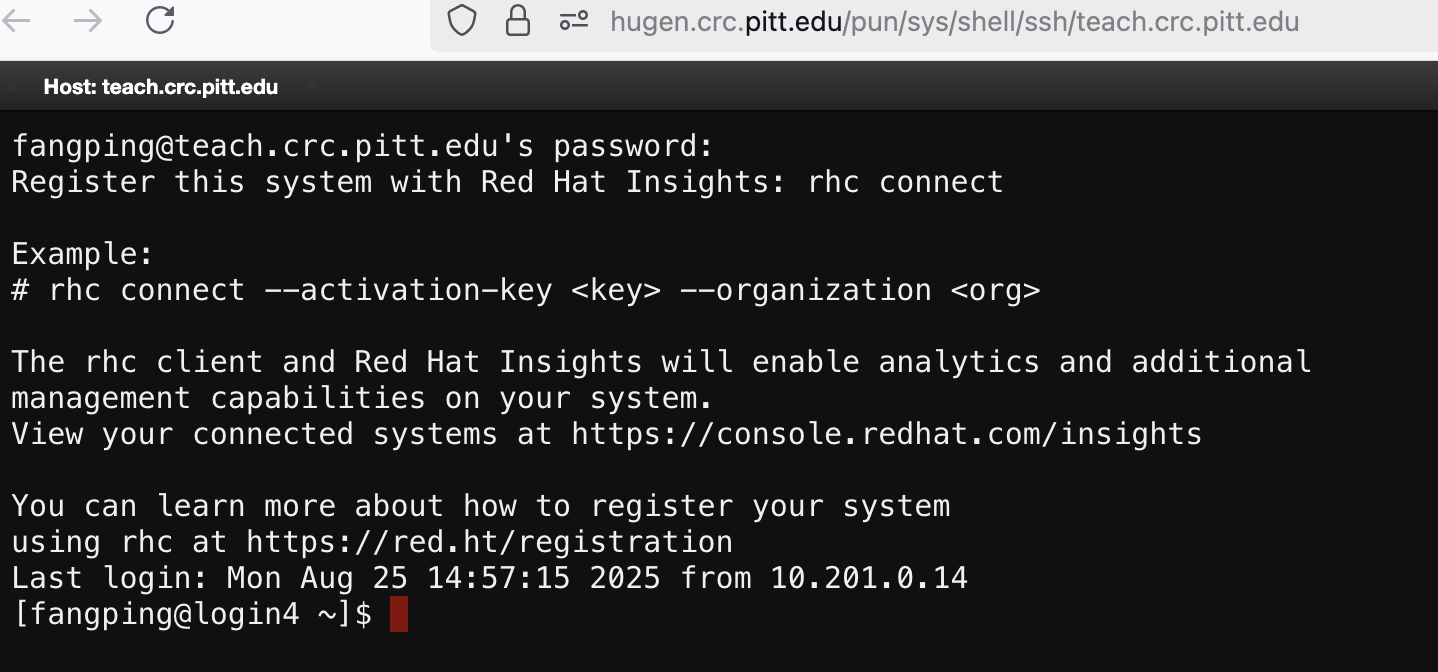 hugen.crc.pitt.edu/pun/sys/shell/ssh/teach.crc.pitt.edu
Host: teach.crc.pitt.edu
fangping@teach.crc.pitt.edu's password:
Register this system with Red Hat Insights: rhc connect
Example:
# rhc connect --activation-key <key> --organization <org>
The rhc client and Red Hat Insights will enable analytics and additional
management capabilities on your system.
View your connected systems at https://console.redhat.com/insights
You can learn more about how to register your system
using rhc at https://red.ht/registration
Last login: Mon Aug 25 14:57:15 2025 from 10.201.0.14
[fangping@login4 ~]$